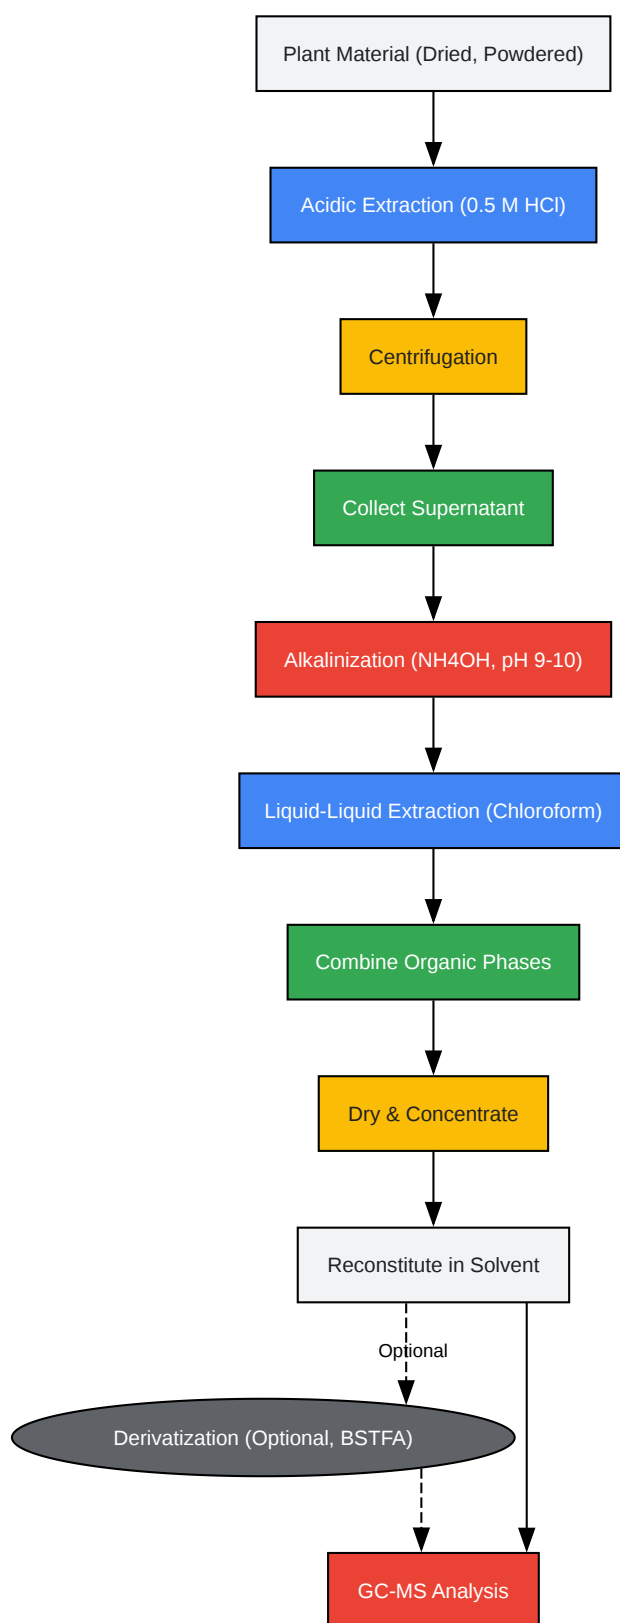 Plant Material (Dried, Powdered)
Acidic Extraction (0.5 M HCl)
Centrifugation
Collect Supernatant
Alkalinization (NH4OH, pH 9-10)
Liquid-Liquid Extraction (Chloroform)
Combine Organic Phases
Dry & Concentrate
Reconstitute in Solvent
Optional
Derivatization (Optional, BSTFA)
GC-MS Analysis